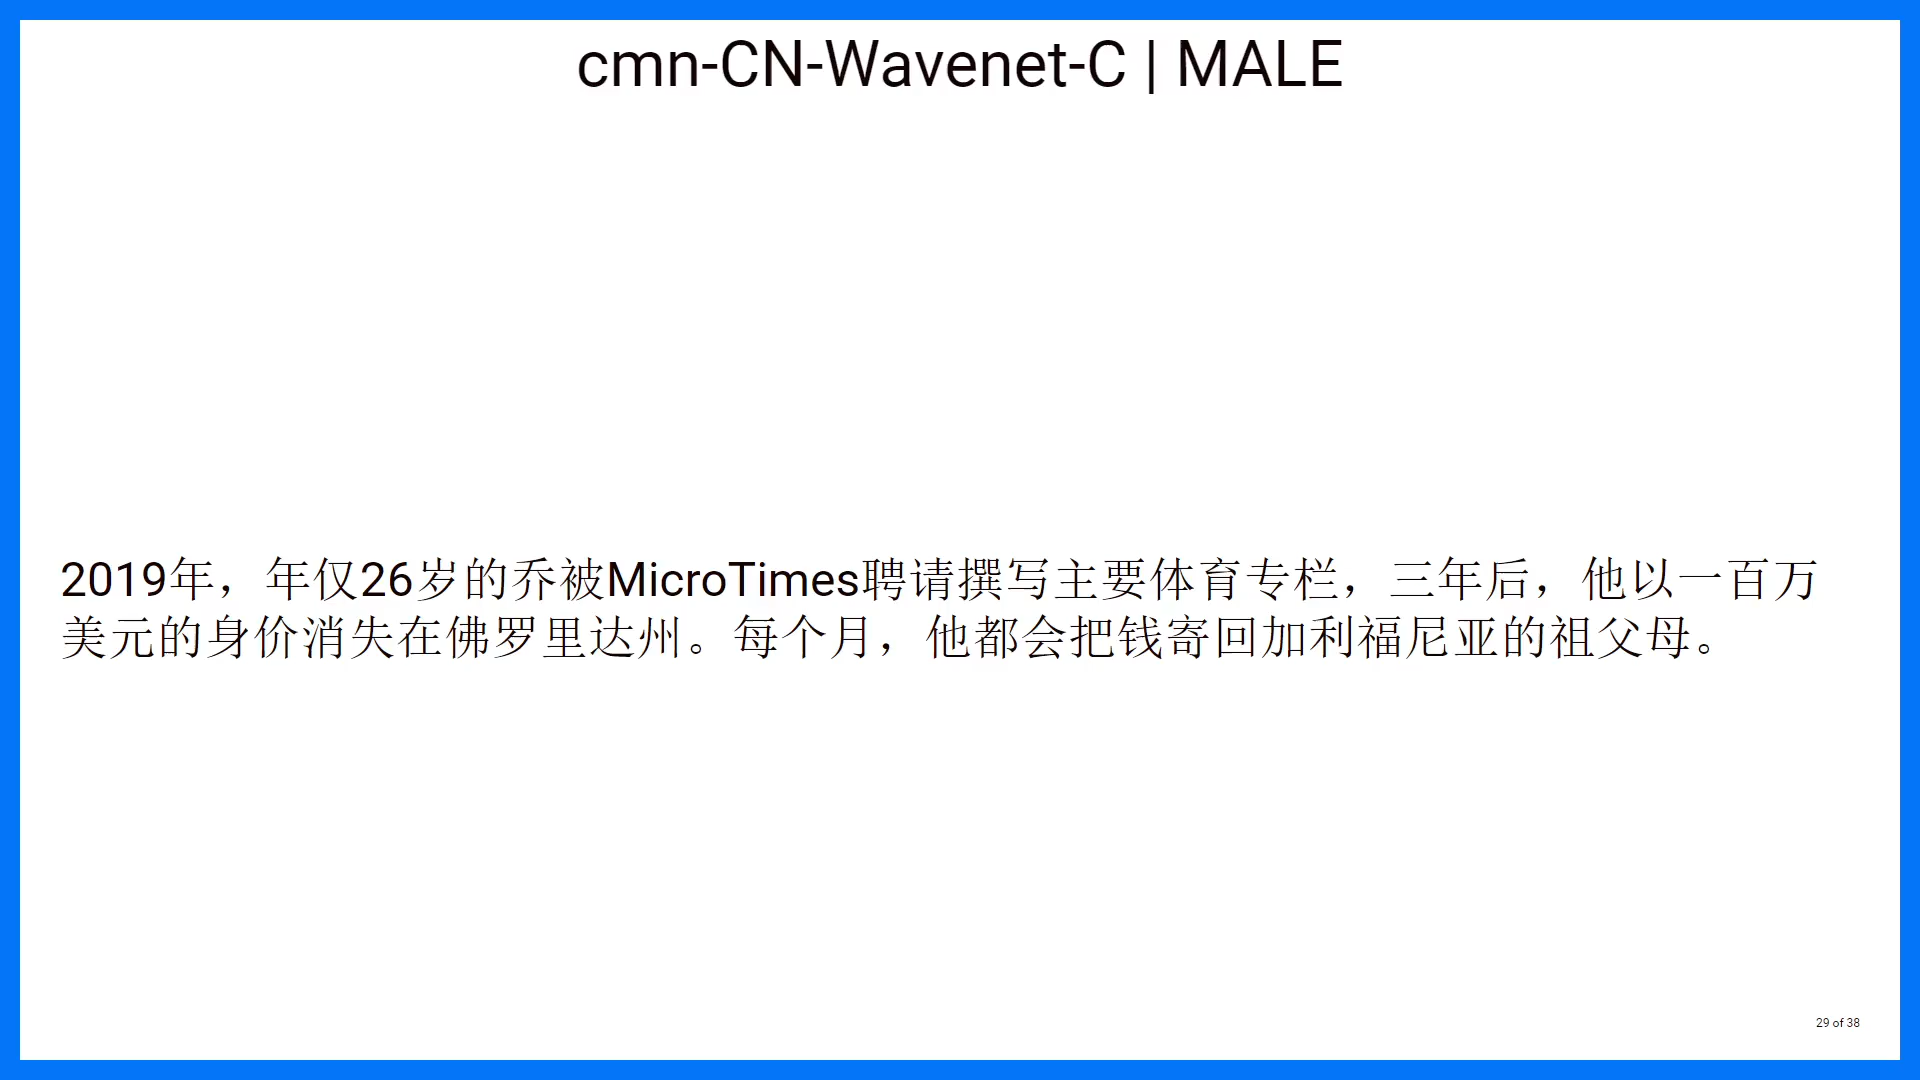 cmn-CN-Wavenet-C | MALE
2019年，年仅26岁的乔被MicroTimes聘请撰写主要体育专栏，三年后，他以一百万
美元的身价消失在佛罗里达州。每个月，他都会把钱寄回加利福尼亚的祖父母。
29 of 38